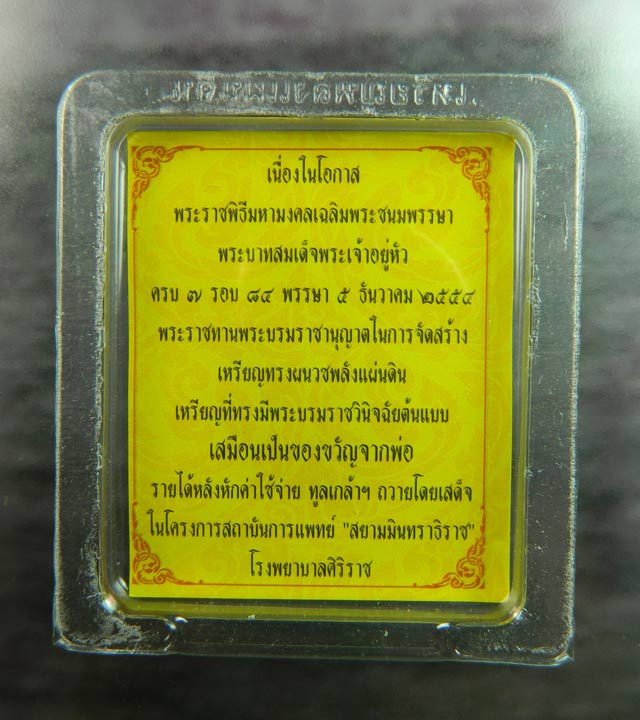 เนื่องในโอกาส
พระราชพิธีมหามงคลเฉลิมพระชนมพรรษา
พระบาทสมเด็จพระเจ้าอยู่หัว
ครบ ๗ รอบ ๘๔ พรรษา ๕ ธันวาคม ๒๕๕๔
พระราชทานพระบรมราชานุญาตในการจัดสร้าง
เหรียญทรงผนวชพลังแผ่นดิน
เหรียญที่ทรงมีพระบรมราชวินิจฉัยต้นแบบ
เสมือนเป็นของขวัญจากพ่อ
รายได้หลังหักค่าใช้จ่าย ทูลเกล้าฯ ถวายโดยเสด็จ
ในโครงการสถาบันการแพทย์ "สยามมินทราธิราช"
โรงพยาบาลศิริราช